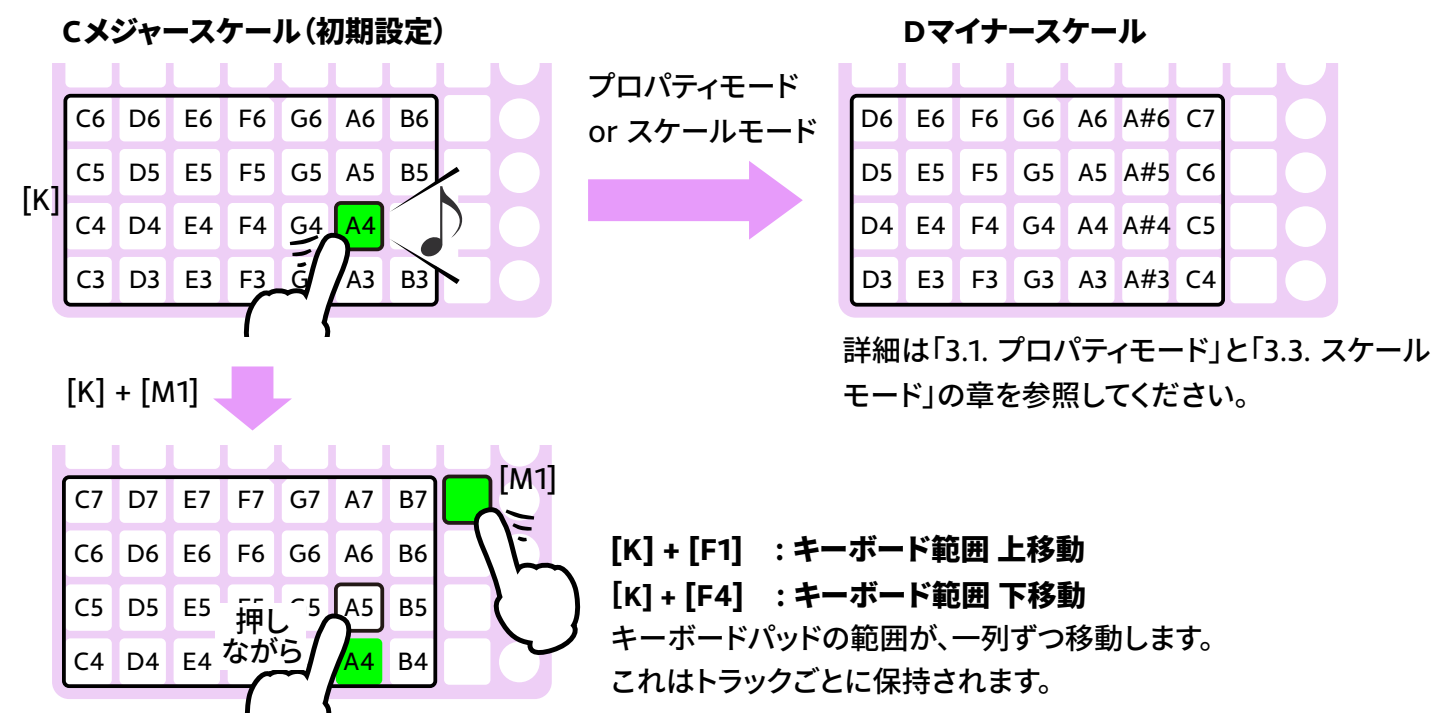 Cメジャースケール（初期設定）
C6 D6 E6 F6 G6 A6 B6
C5 D5 E5 F5 G5 A5 B5
[K]
C4 D4 E4 F4 G4 A4
C3 D3 E3 F3 G A3 B3
プロパティモード
or スケールモード
Dマイナースケール
D6 E6 F6 G6 A6 A#6 C7
D5 E5 F5 G5 A5 A#5 C6
D4 E4 F4 G4 A4 A#4 C5
D3 E3 F3 G3 A3 A#3 C4
詳細は「3.1. プロパティモード」と「3.3. スケール
モード」の章を参照してください。
[K] + [M1]
[M1]
C7 D7 E7 F7 G7 A7 B7
C6 D6 E6 F6 G6 A6 B6
C5 D5 E5 A5 B5
押し
ながら
C4 D4 E4 A4 B4
[K] + [F1] : キーボード範囲 上移動
[K] + [F4] : キーボード範囲 下移動
キーボードパッドの範囲が、一列ずつ移動します。
これはトラックごとに保持されます。